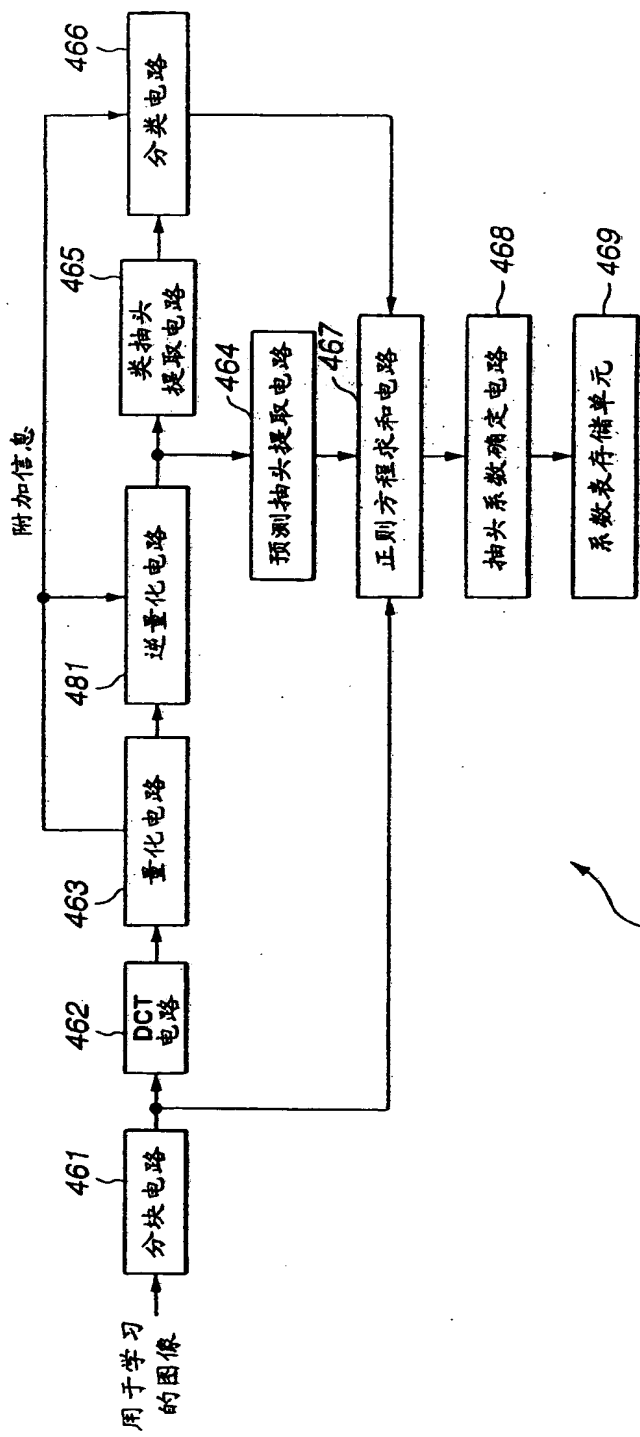 用于学习
的图像
461
分块电路
462
DCT
电路
463
量化电路
481
逆量化电路
附加信息
465
类抽头
提取电路
466
分类电路
464
预测抽头提取电路
467
正则方程求和电路
468
抽头系数确定电路
469
系数表存储单元